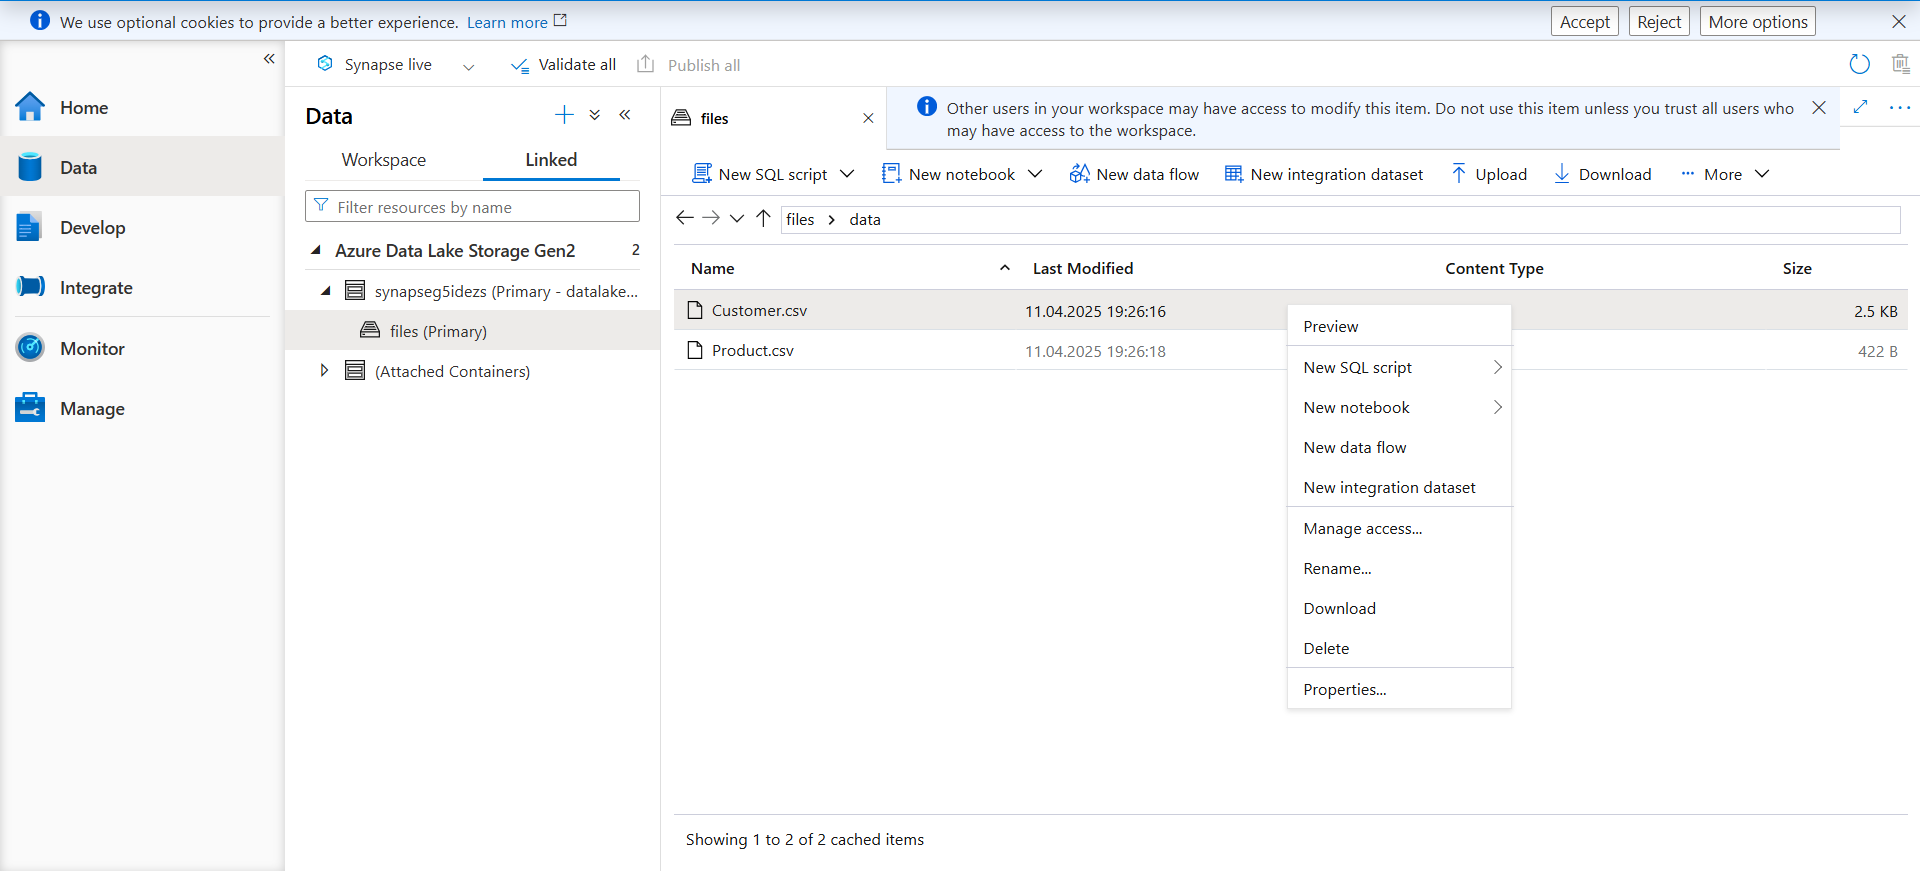 We use optional cookies to provide a better experience. Learn more
Accept
Reject
More options
Home
Data
Develop
Integrate
Monitor
Manage
Synapse live
Validate all
Publish all
Data
Workspace
Linked
Filter resources by name
Azure Data Lake Storage Gen2 2
synapseg5idezs (Primary - datalake...
files (Primary)
(Attached Containers)
files
Other users in your workspace may have access to modify this item. Do not use this item unless you trust all users who
may have access to the workspace.
New SQL script
New notebook
New data flow
New integration dataset
Upload
Download
More
files > data
Name Last Modified Content Type Size
Customer.csv 11.04.2025 19:26:16 2.5 KB
Product.csv 11.04.2025 19:26:18 422 B
Preview
New SQL script
New notebook
New data flow
New integration dataset
Manage access...
Rename...
Download
Delete
Properties...
Showing 1 to 2 of 2 cached items